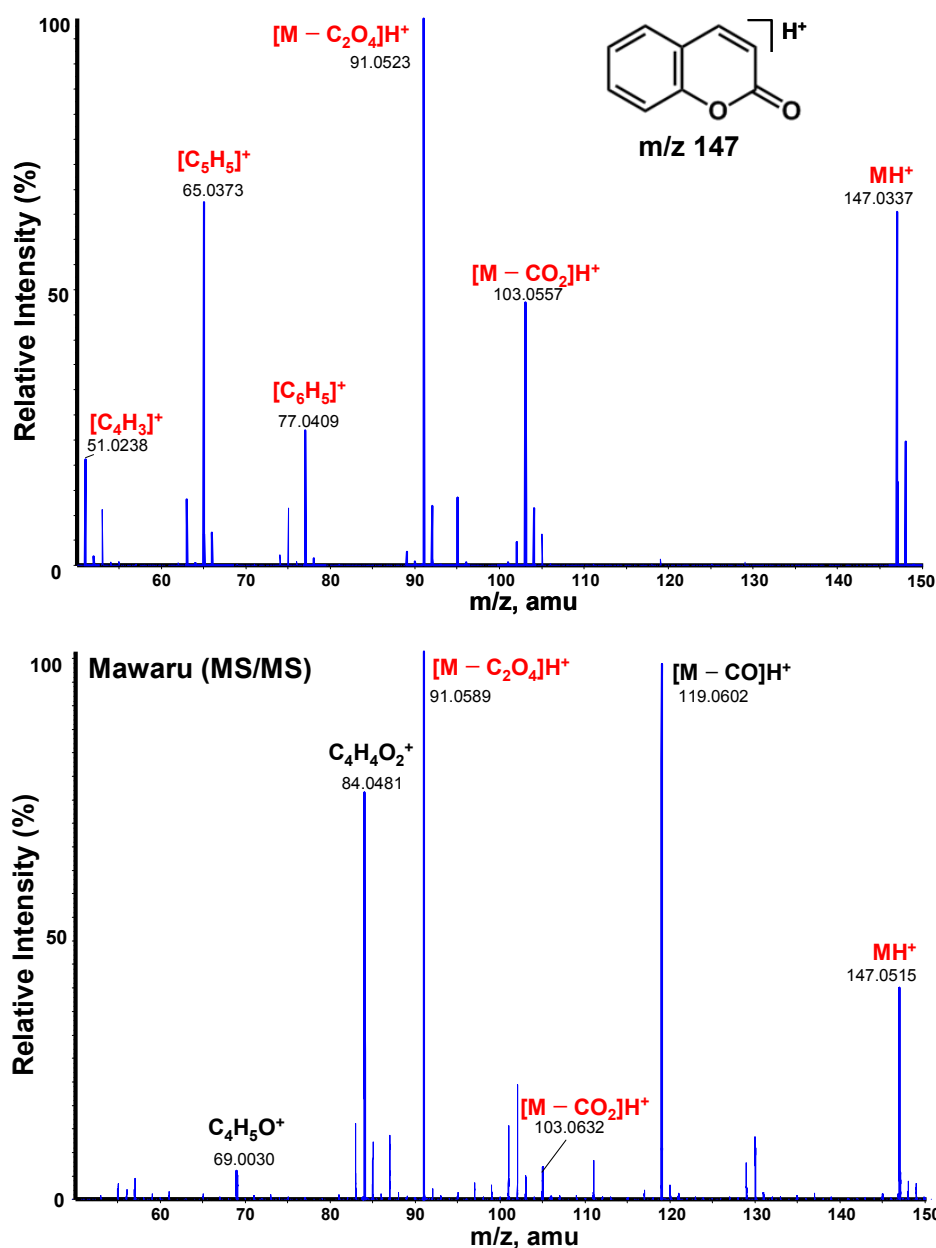 100
[M − C₂O₄]H⁺
91.0523
H⁺
O
O
m/z 147
[C₅H₅]⁺
65.0373
MH⁺
147.0337
[M − CO₂]H⁺
103.0557
50
[C₆H₅]⁺
77.0409
[C₄H₃]⁺
51.0238
0
Relative Intensity (%)
60 70 80 90 100 110 120 130 140 150
m/z, amu
100
Mawaru (MS/MS)
[M − C₂O₄]H⁺
91.0589
[M − CO]H⁺
119.0602
C₄H₄O₂⁺
84.0481
50
MH⁺
147.0515
[M − CO₂]H⁺
103.0632
C₄H₅O⁺
69.0030
0
Relative Intensity (%)
60 70 80 90 100 110 120 130 140 150
m/z, amu